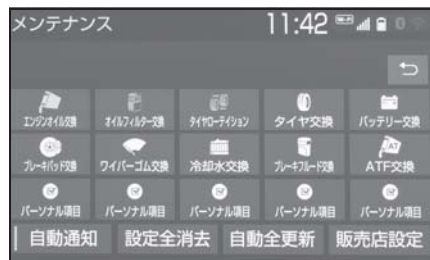 メンテナンス 11:42
エンジンオイル交換 オイルフィルター交換 タイヤローテイション タイヤ交換 バッテリー交換
ブレーキパッド交換 ワイパーゴム交換 冷却水交換 ブレーキフルード交換 ATF交換
パーソナル項目 パーソナル項目 パーソナル項目 パーソナル項目 パーソナル項目
自動通知 設定全消去 自動全更新 販売店設定